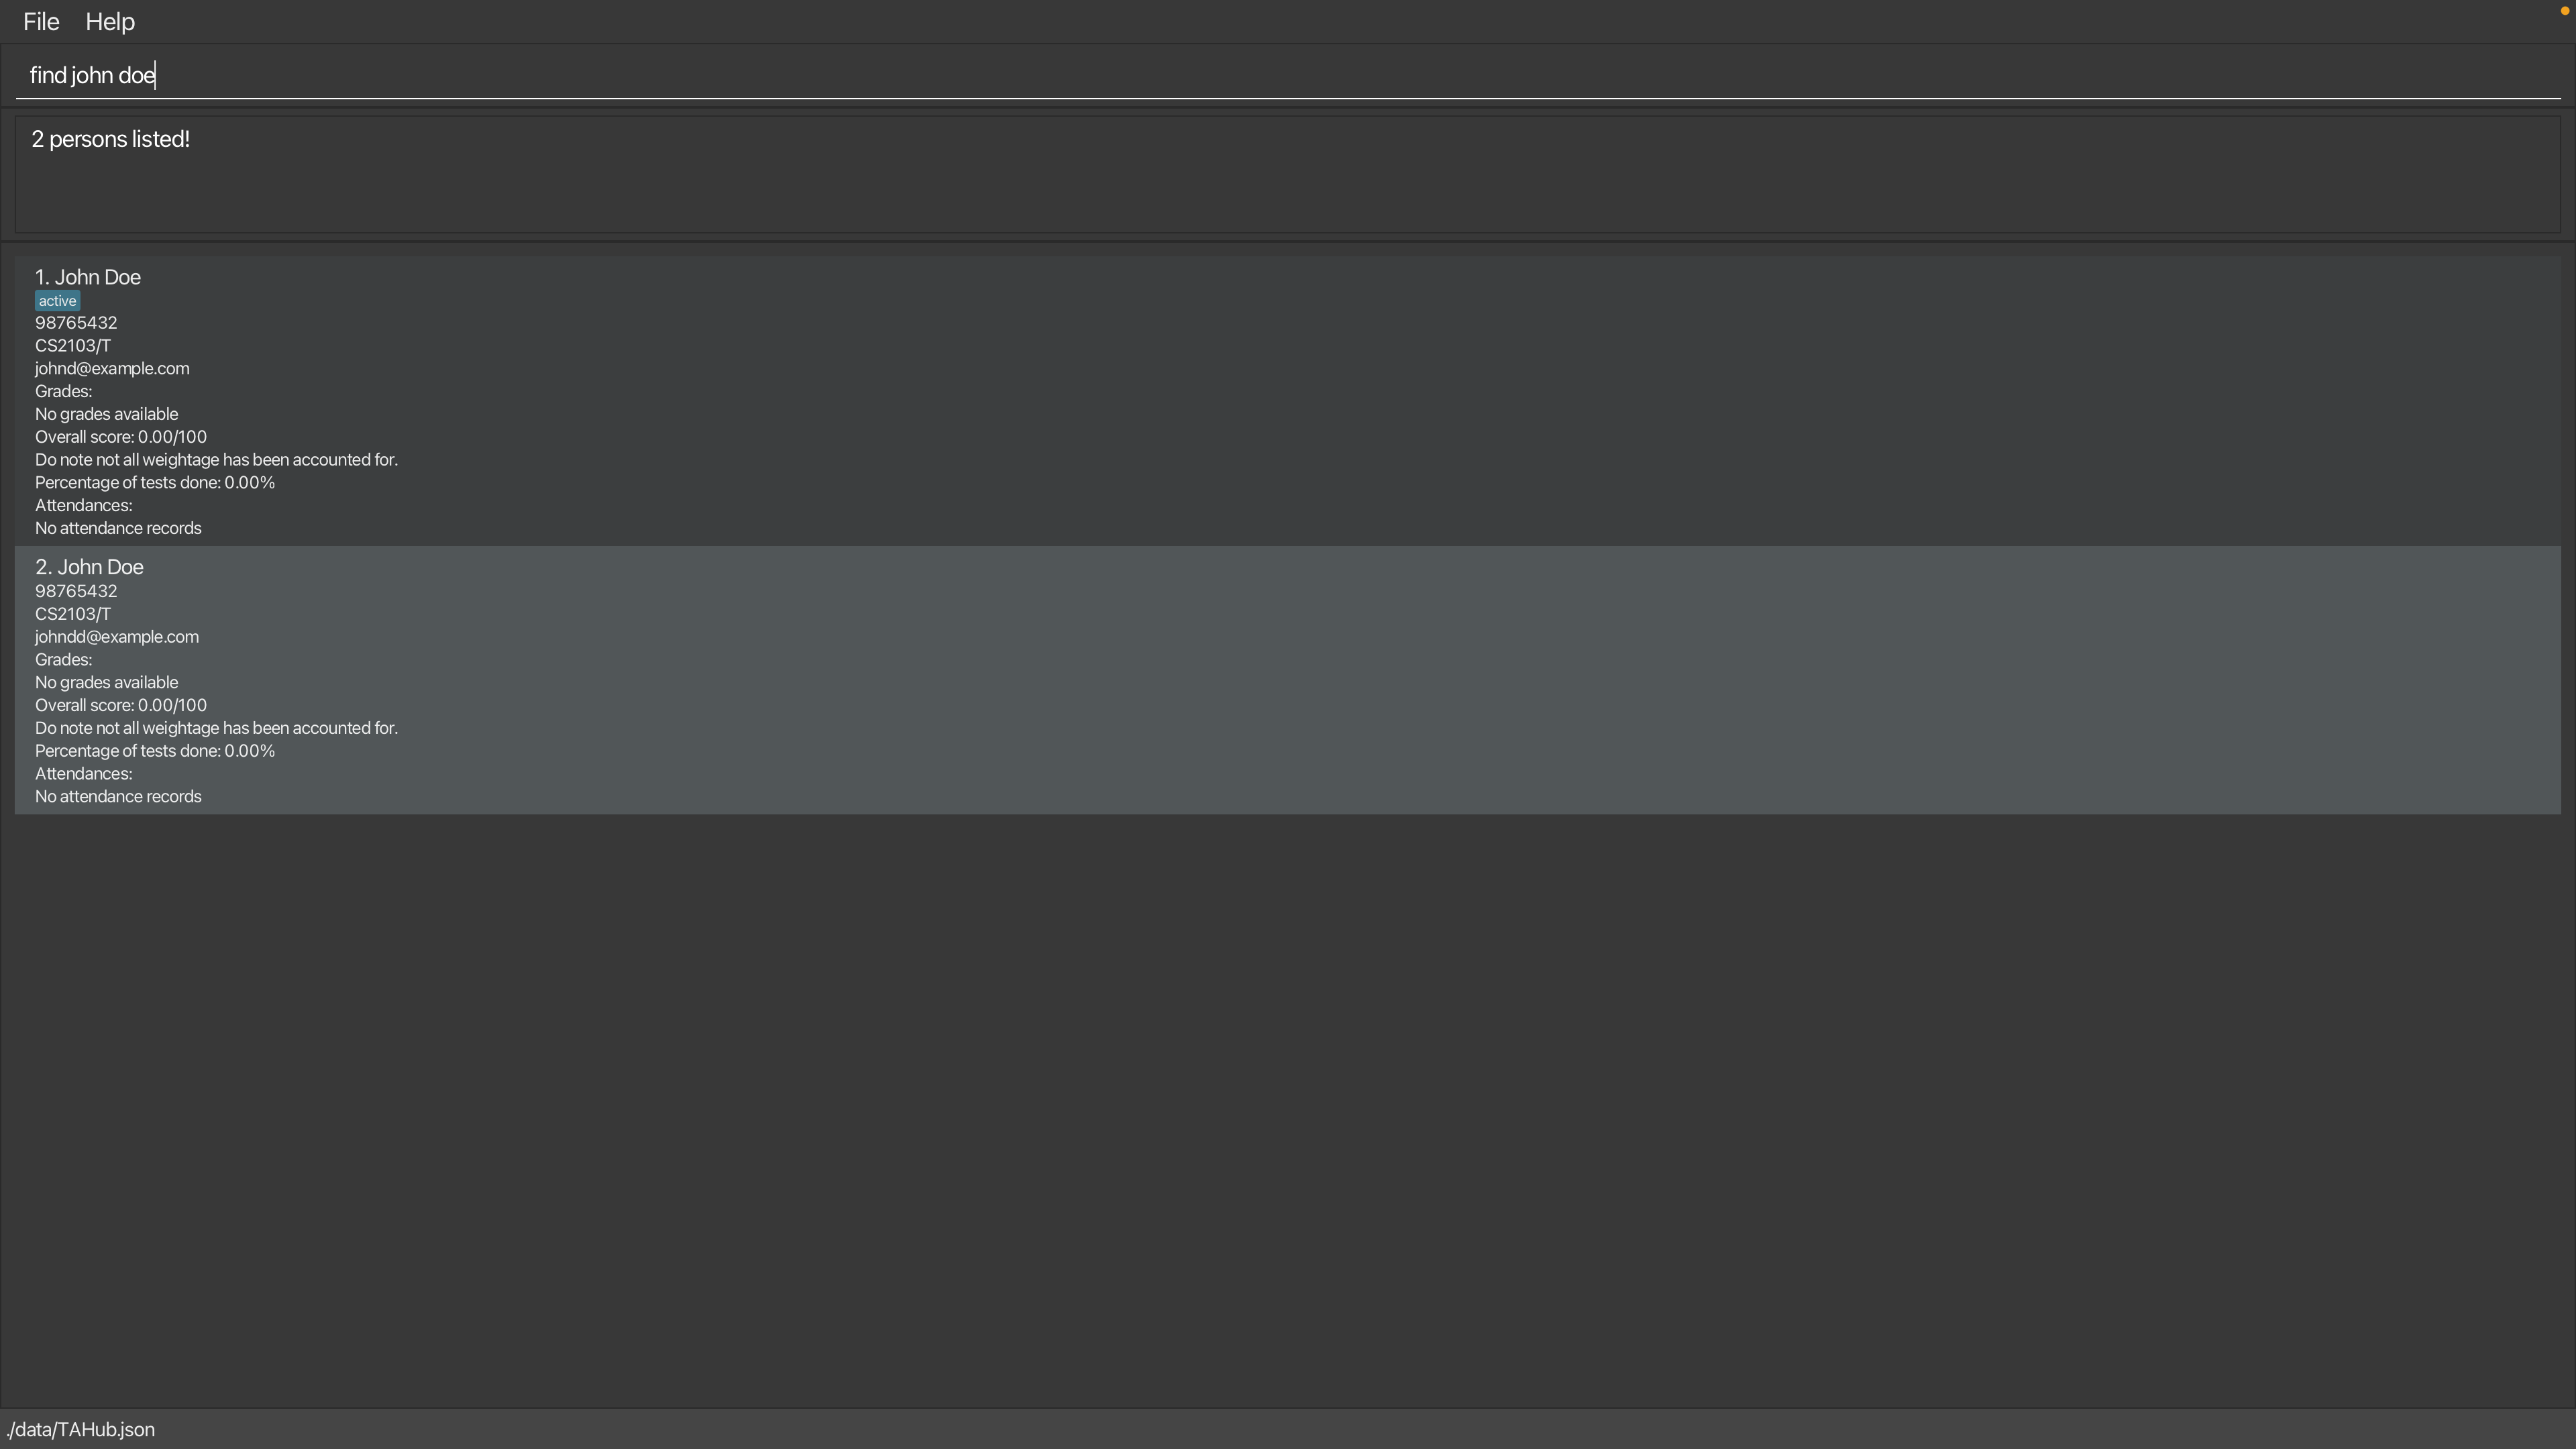 File Help
find john doe
2 persons listed!
1. John Doe
active
98765432
CS2103/T
johnd@example.com
Grades:
No grades available
Overall score: 0.00/100
Do note not all weightage has been accounted for.
Percentage of tests done: 0.00%
Attendances:
No attendance records
2. John Doe
98765432
CS2103/T
johndd@example.com
Grades:
No grades available
Overall score: 0.00/100
Do note not all weightage has been accounted for.
Percentage of tests done: 0.00%
Attendances:
No attendance records
./data/TAHub.json